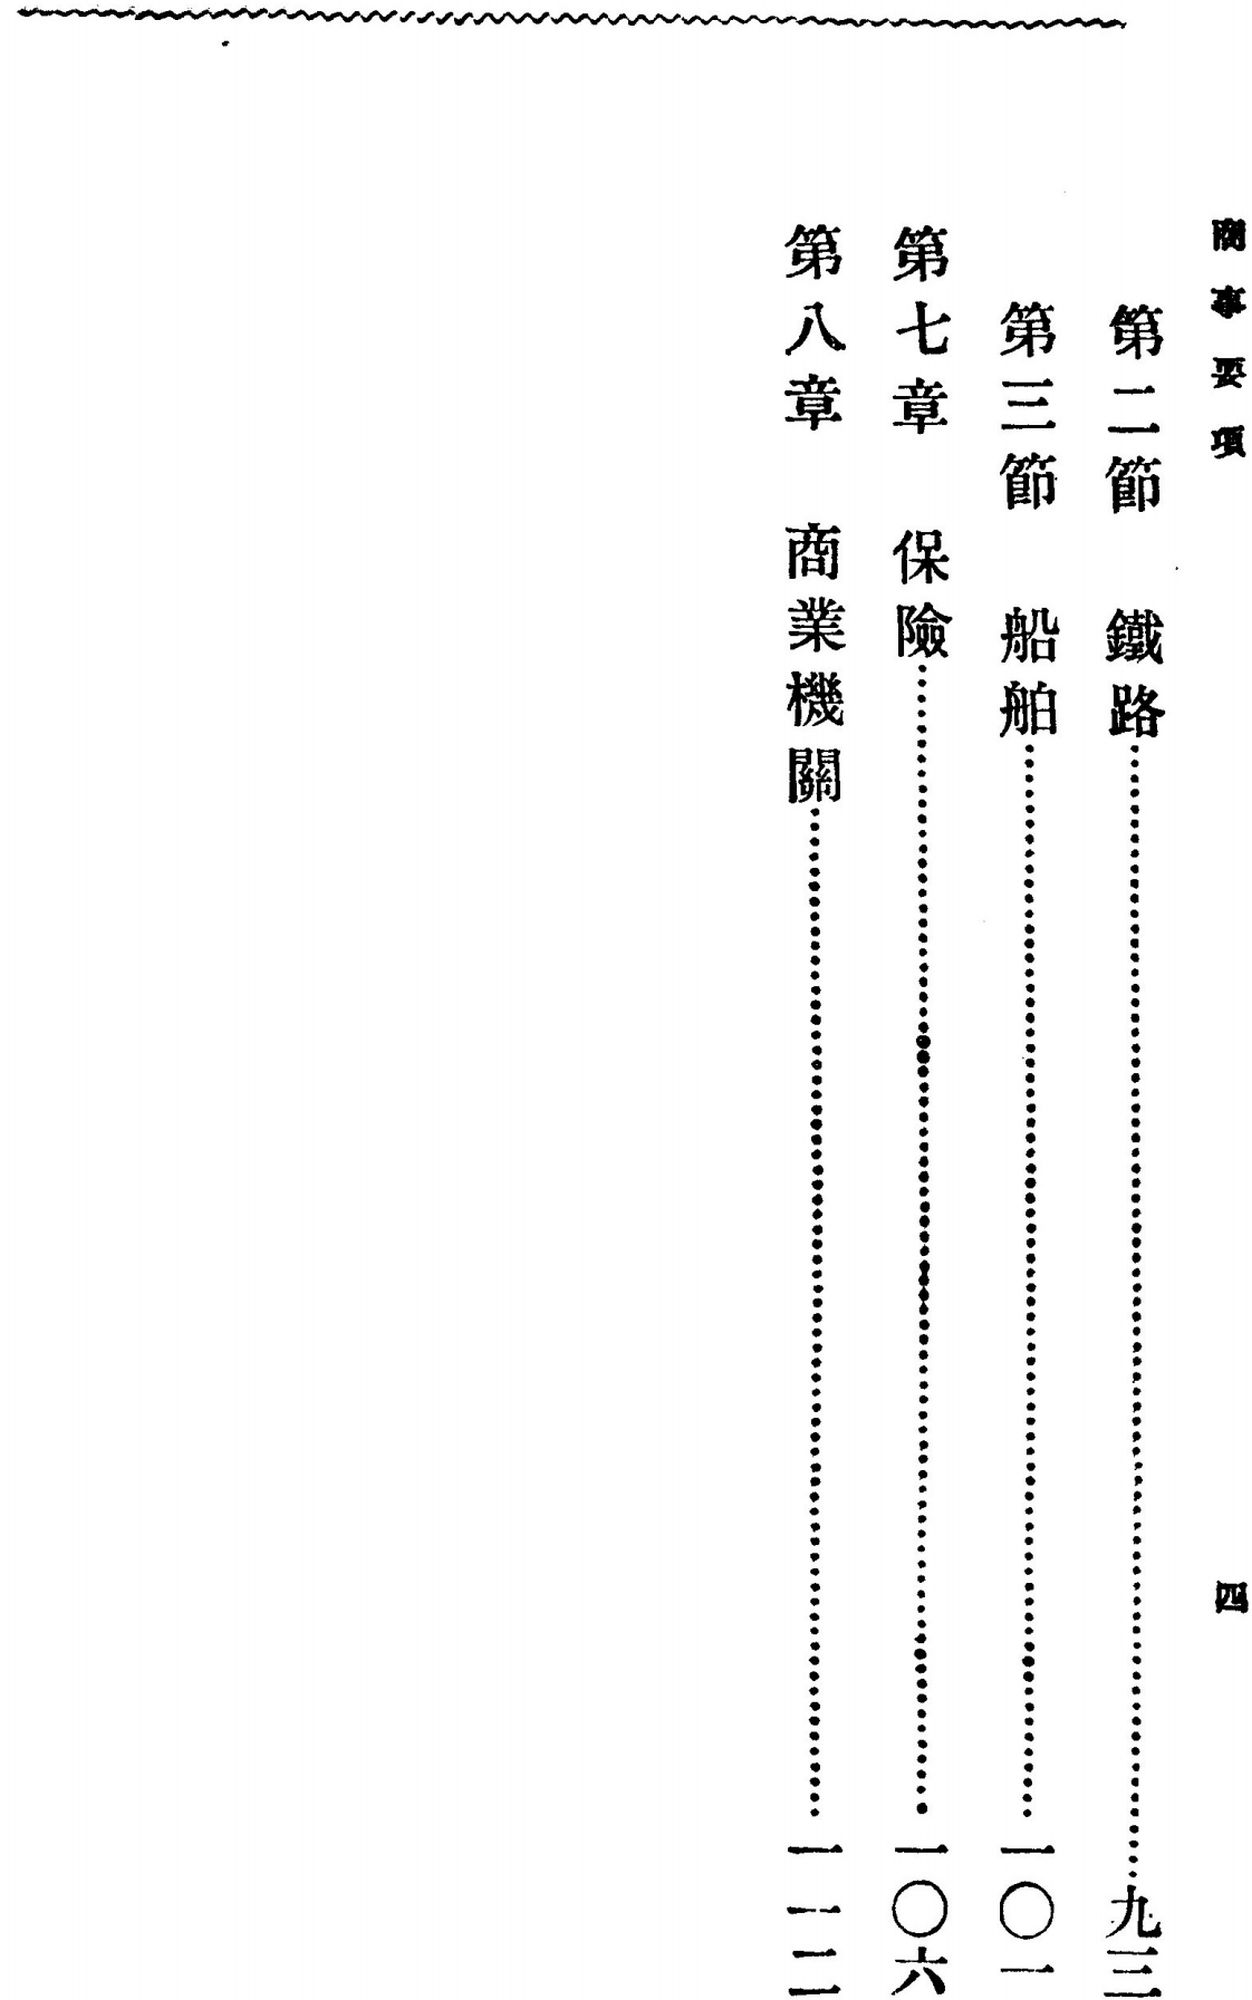 商事要項
四
第二節　鐵路……九三
第三節　船舶……一〇一
第七章　保險……一〇六
第八章　商業機關……一一二